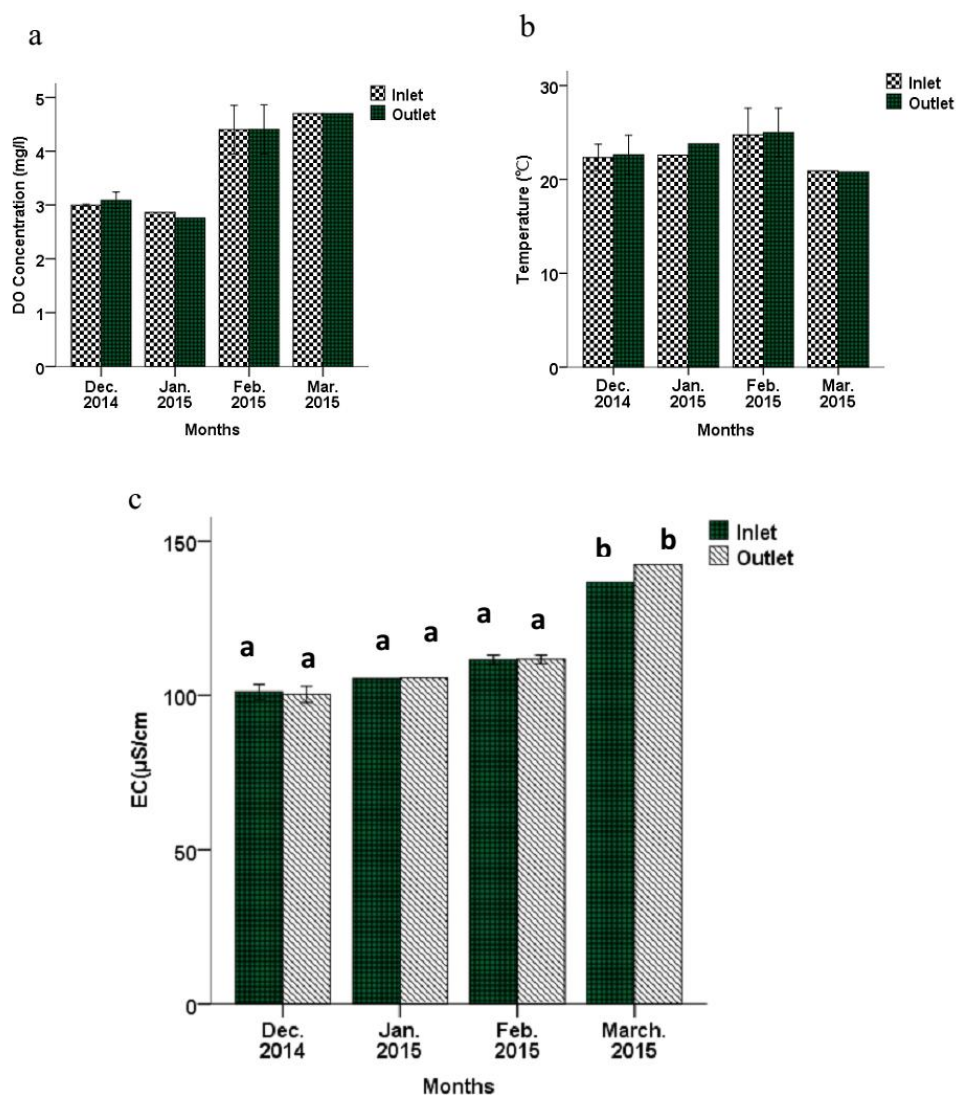 a
Inlet
Outlet
DO Concentration (mg/l)
5
4
3
2
1
0
Dec. Jan. Feb. Mar.
2014 2015 2015 2015
Months
b
Inlet
Outlet
Temperature (℃)
30
20
10
0
Dec. Jan. Feb. Mar.
2014 2015 2015 2015
Months
c
Inlet
Outlet
EC(µS/cm
150
100
50
0
a a a a a a b b
Dec. Jan. Feb. March.
2014 2015 2015 2015
Months